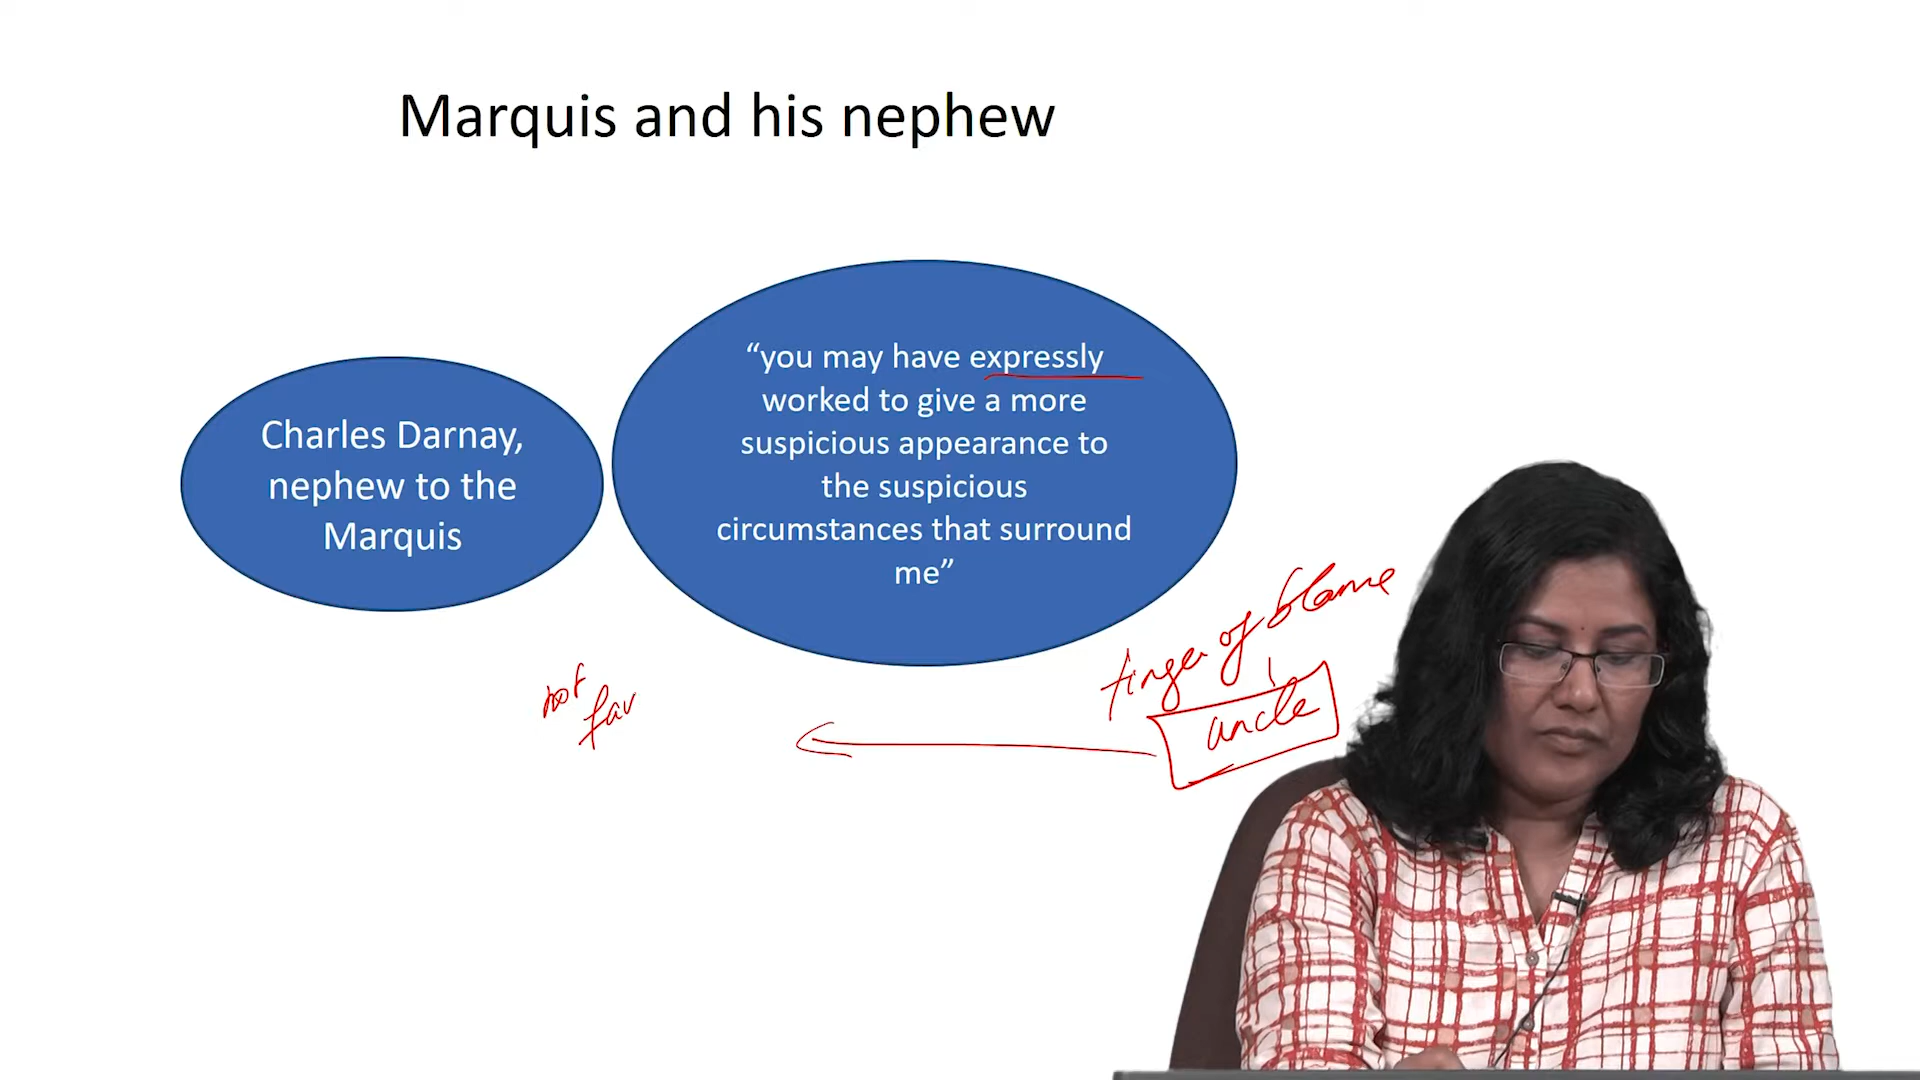 Marquis and his nephew
Charles Darnay,
nephew to the
Marquis
“you may have expressly
worked to give a more
suspicious appearance to
the suspicious
circumstances that surround
me”
finger of blame
uncle
not
fav